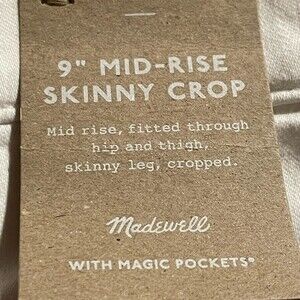 9" MID-RISE
SKINNY CROP
Mid rise, fitted through
hip and thigh,
skinny leg, cropped.
Madewell
WITH MAGIC POCKETS®